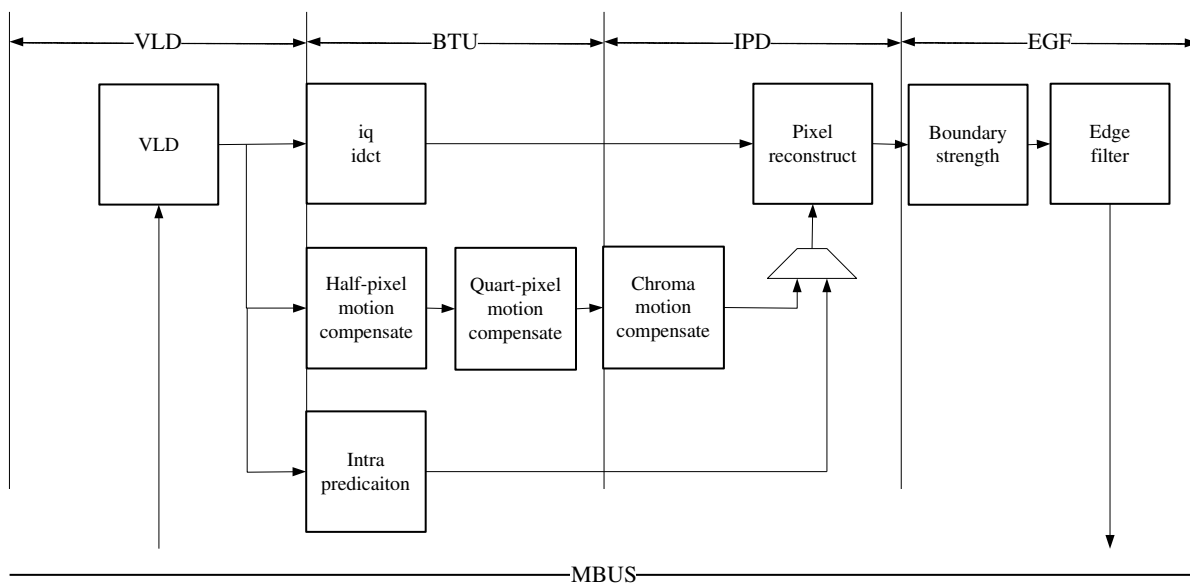 VLD
BTU
IPD
EGF
VLD
iq
idct
Pixel
reconstruct
Boundary
strength
Edge
filter
Half-pixel
motion
compensate
Quart-pixel
motion
compensate
Chroma
motion
compensate
Intra
predicaiton
MBUS